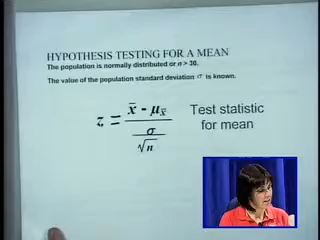 HYPOTHESIS TESTING FOR A MEAN
The population is normally distributed or n > 30.
The value of the population standard deviation σ is known.
z = (x̄ - μx̄) / (σ / √n)
Test statistic
for mean